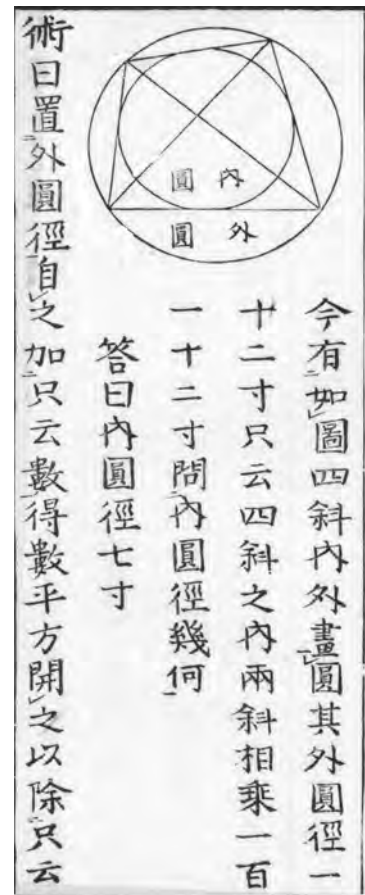 内圓
外圓
今有如圖四斜内外畫圓其外圓徑一
十二寸只云四斜之内兩斜相乗一百
一十二寸問内圓徑幾何
答曰内圓徑七寸
術曰置外圓徑自之加只云數得數平方開之以除只云